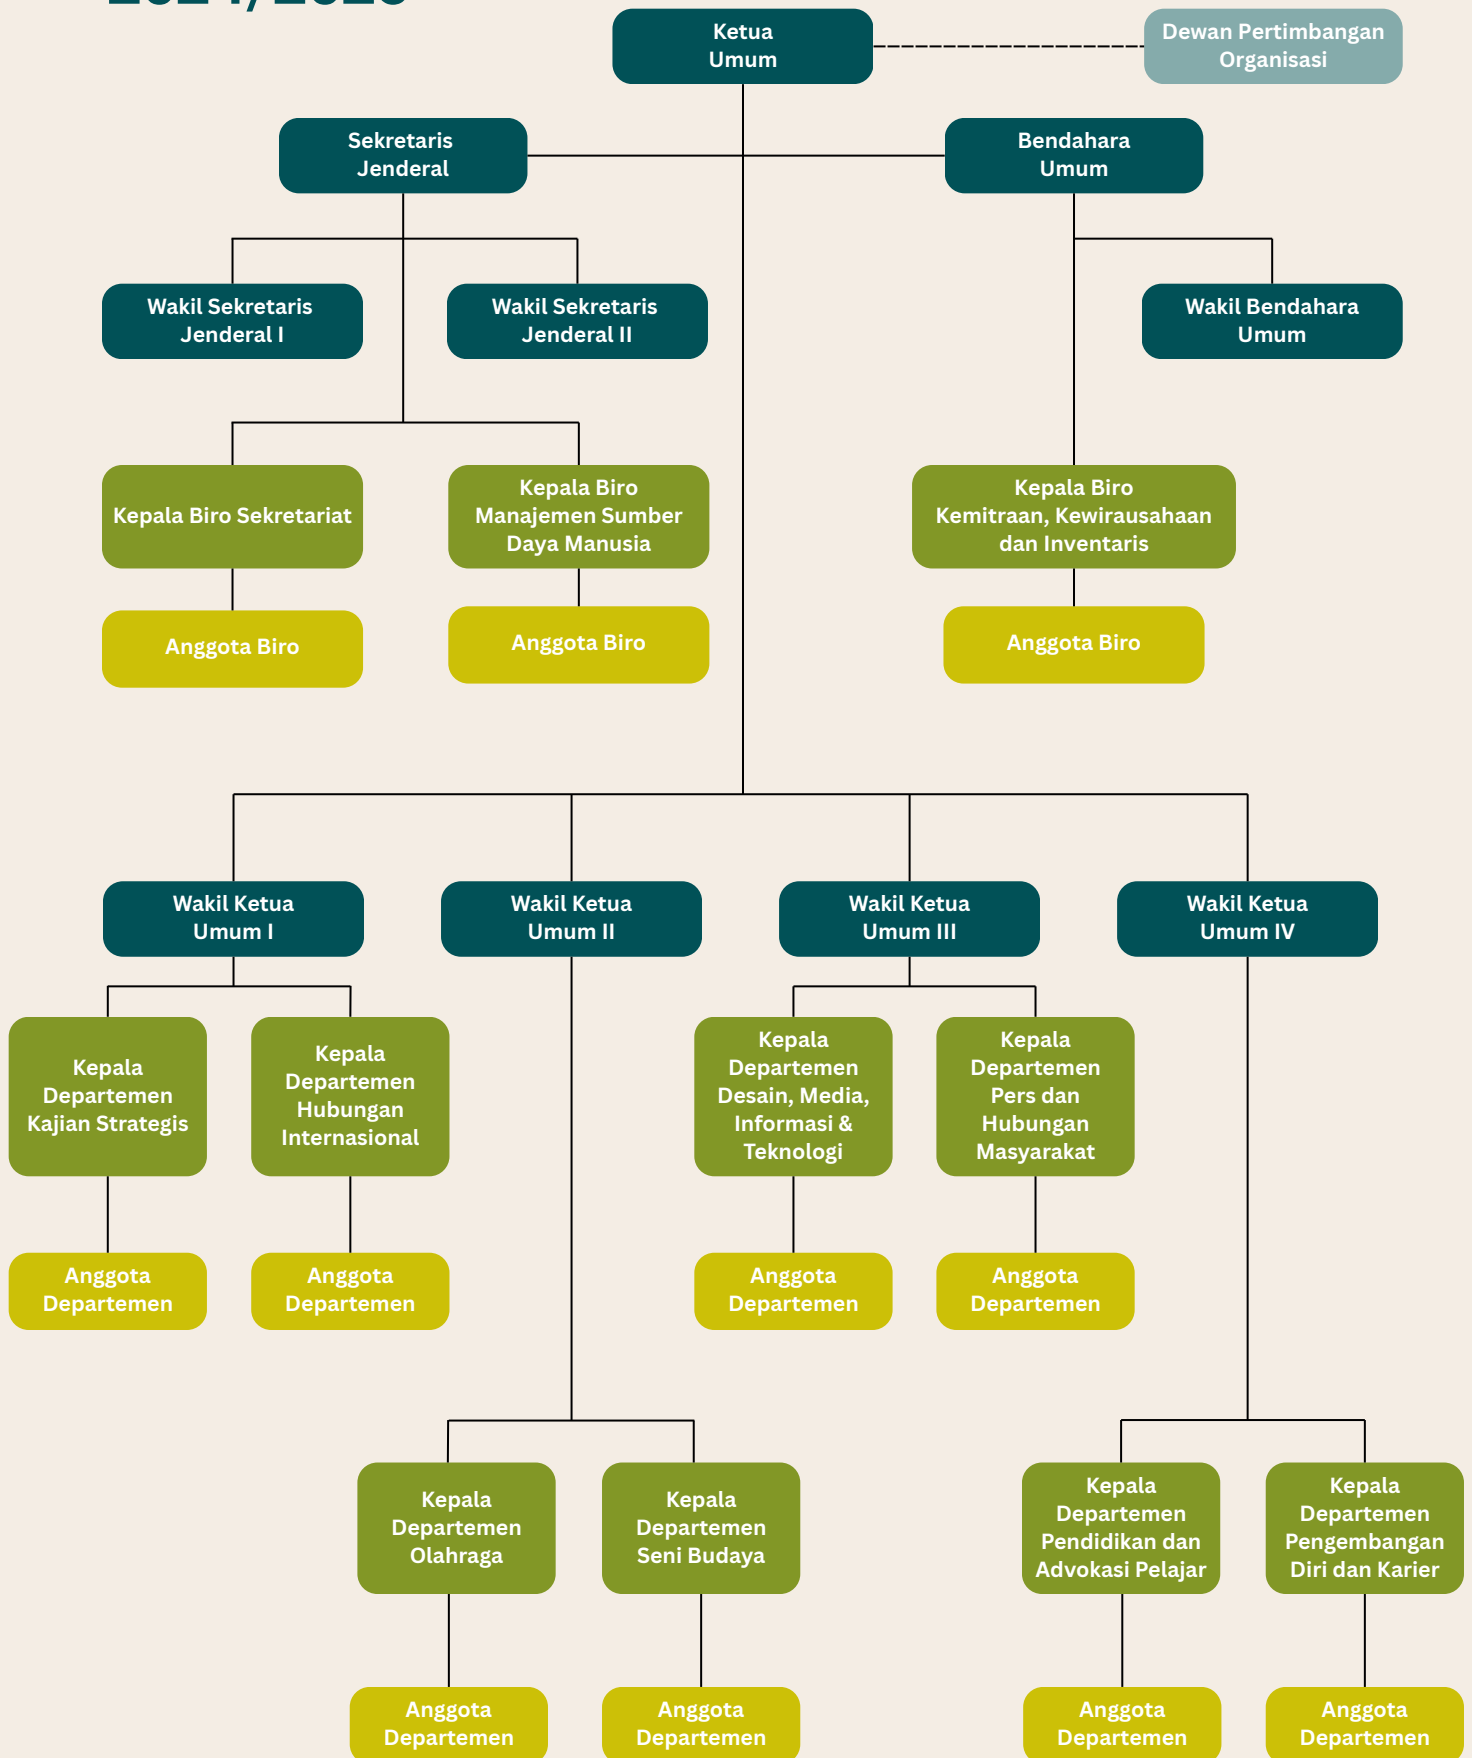 Ketua
Umum
Dewan Pertimbangan
Organisasi
Sekretaris
Jenderal
Bendahara
Umum
Wakil Sekretaris
Jenderal I
Wakil Sekretaris
Jenderal II
Wakil Bendahara
Umum
Kepala Biro Sekretariat
Kepala Biro
Manajemen Sumber
Daya Manusia
Kepala Biro
Kemitraan, Kewirausahaan
dan Inventaris
Anggota Biro
Anggota Biro
Anggota Biro
Wakil Ketua
Umum I
Wakil Ketua
Umum II
Wakil Ketua
Umum III
Wakil Ketua
Umum IV
Kepala
Departemen
Kajian Strategis
Kepala
Departemen
Hubungan
Internasional
Kepala
Departemen
Desain, Media,
Informasi &
Teknologi
Kepala
Departemen
Pers dan
Hubungan
Masyarakat
Anggota
Departemen
Anggota
Departemen
Anggota
Departemen
Anggota
Departemen
Kepala
Departemen
Olahraga
Kepala
Departemen
Seni Budaya
Kepala
Departemen
Pendidikan dan
Advokasi Pelajar
Kepala
Departemen
Pengembangan
Diri dan Karier
Anggota
Departemen
Anggota
Departemen
Anggota
Departemen
Anggota
Departemen